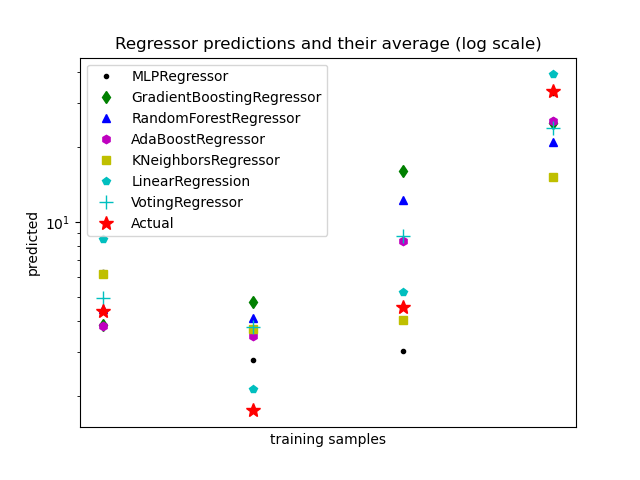 Regressor predictions and their average (log scale)
MLPRegressor
GradientBoostingRegressor
RandomForestRegressor
AdaBoostRegressor
KNeighborsRegressor
LinearRegression
VotingRegressor
Actual
10¹
predicted
training samples